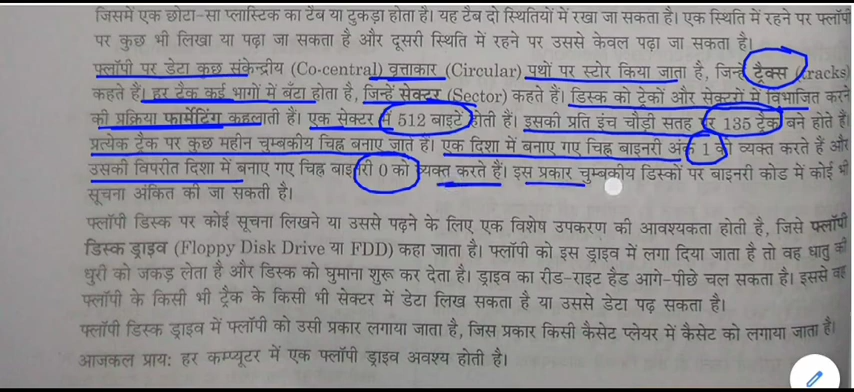 जिसमें एक छोटा-सा प्लास्टिक का टैब या टुकड़ा होता है। यह टैब दो स्थितियों में रखा जा सकता है। एक स्थिति में रहने पर फ्लॉपी
पर कुछ भी लिखा या पढ़ा जा सकता है और दूसरी स्थिति में रहने पर उससे केवल पढ़ा जा सकता है।
फ्लॉपी पर डेटा कुछ संकेन्द्रीय (Co-central) वृत्ताकार (Circular) पथों पर स्टोर किया जाता है, जिन्हें ट्रैक्स (Tracks)
कहते हैं। हर ट्रैक कई भागों में बँटा होता है, जिन्हें सेक्टर (Sector) कहते हैं। डिस्क को ट्रेकों और सेक्टरों में विभाजित करने
की प्रक्रिया फार्मेटिंग कहलाती हैं। एक सेक्टर में 512 बाइटे होती हैं। इसकी प्रति इंच चौड़ी सतह पर 135 ट्रैक बने होते हैं।
प्रत्येक ट्रैक पर कुछ महीन चुम्बकीय चिह्न बनाए जाते हैं। एक दिशा में बनाए गए चिह्न बाइनरी अंक 1 को व्यक्त करते हैं और
उसकी विपरीत दिशा में बनाए गए चिह्न बाइनरी 0 को व्यक्त करते हैं। इस प्रकार चुम्बकीय डिस्कों पर बाइनरी कोड में कोई भी
सूचना अंकित की जा सकती है।
फ्लॉपी डिस्क पर कोई सूचना लिखने या उससे पढ़ने के लिए एक विशेष उपकरण की आवश्यकता होती है, जिसे फ्लॉपी
डिस्क ड्राइव (Floppy Disk Drive या FDD) कहा जाता है। फ्लॉपी को इस ड्राइव में लगा दिया जाता है तो वह धातु की
धुरी को जकड़ लेता है और डिस्क को घुमाना शुरू कर देता है। ड्राइव का रीड-राइट हैड आगे-पीछे चल सकता है। इससे वह
फ्लॉपी के किसी भी ट्रैक के किसी भी सेक्टर में डेटा लिख सकता है या उससे डेटा पढ़ सकता है।
फ्लॉपी डिस्क ड्राइव में फ्लॉपी को उसी प्रकार लगाया जाता है, जिस प्रकार किसी कैसेट प्लेयर में कैसेट को लगाया जाता है।
आजकल प्राय: हर कम्प्यूटर में एक फ्लॉपी ड्राइव अवश्य होती है।